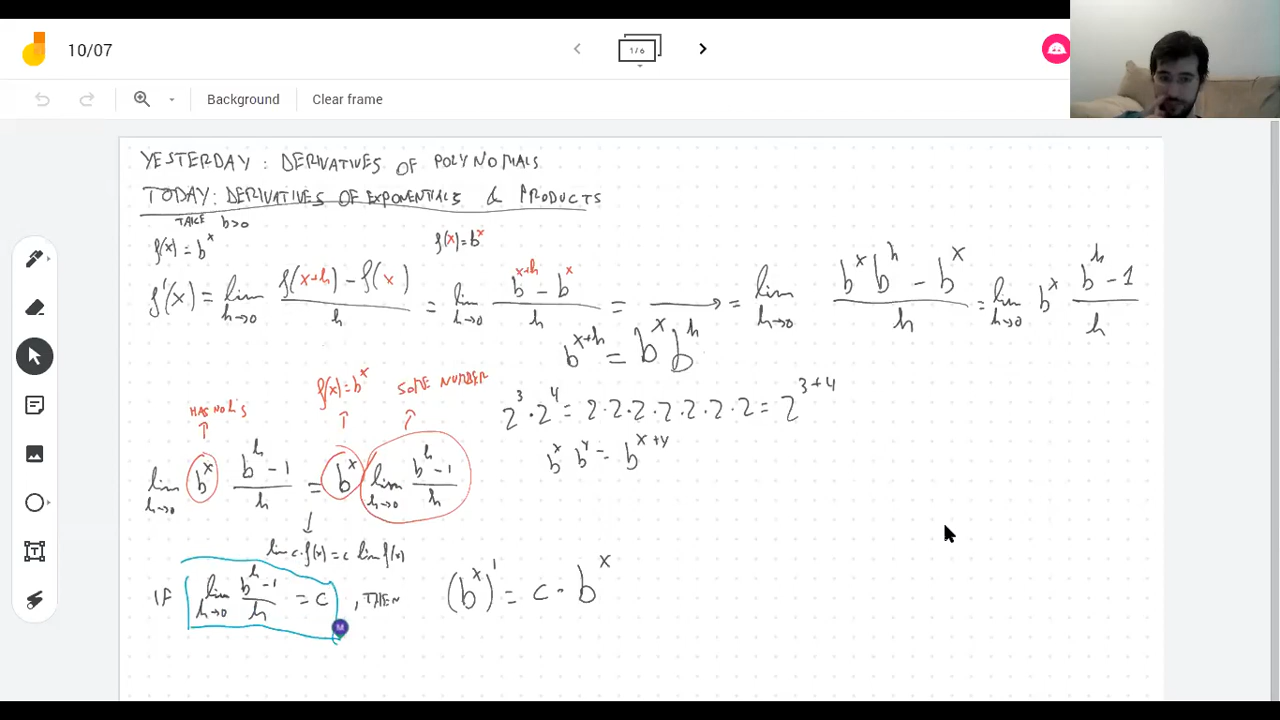 10/07
1/6
Background
Clear frame
YESTERDAY: DERIVATIVES OF POLYNOMIALS
TODAY: DERIVATIVES OF EXPONENTIALS & PRODUCTS
TAKE b>0
f(x) = b^x
f(x) = b^x
f'(x) = lim h→0 (f(x+h) - f(x))/h = lim h→0 (b^(x+h) - b^x)/h = → = lim h→0 (b^x b^h - b^x)/h = lim h→0 b^x (b^h - 1)/h
b^(x+h) = b^x b^h
HAS NO h's
f(x) = b^x
SOME NUMBER
2^3 · 2^4 = 2·2·2·2·2·2·2 = 2^(3+4)
b^x b^y = b^(x+y)
lim h→0 b^x (b^h - 1)/h = b^x lim h→0 (b^h - 1)/h
lim c·f(x) = c lim f(x)
IF lim h→0 (b^h - 1)/h = c, THEN (b^x)' = c · b^x
M